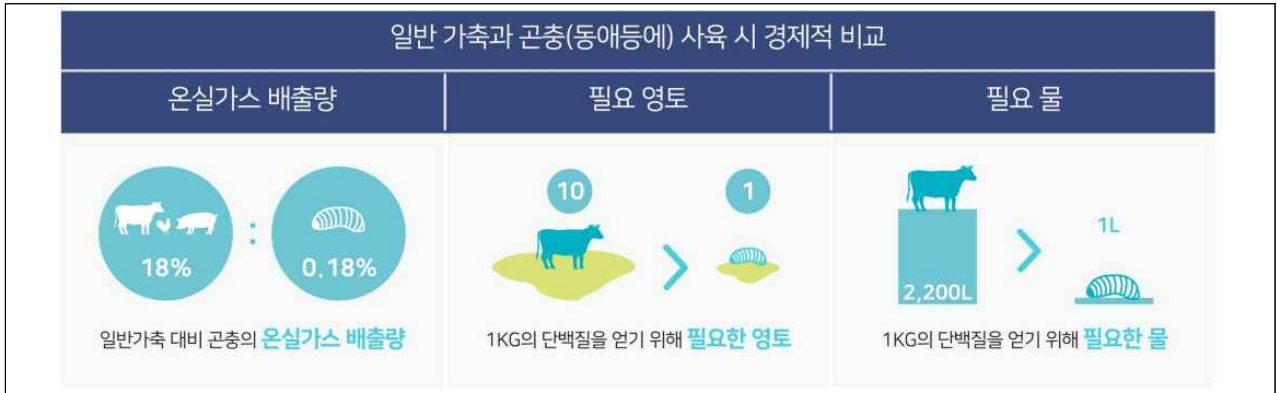 일반 가축과 곤충(동애등에) 사육 시 경제적 비교
온실가스 배출량
필요 영토
필요 물
18%
:
0.18%
일반가축 대비 곤충의 온실가스 배출량
10
1
>
1KG의 단백질을 얻기 위해 필요한 영토
2,200L
>
1L
1KG의 단백질을 얻기 위해 필요한 물